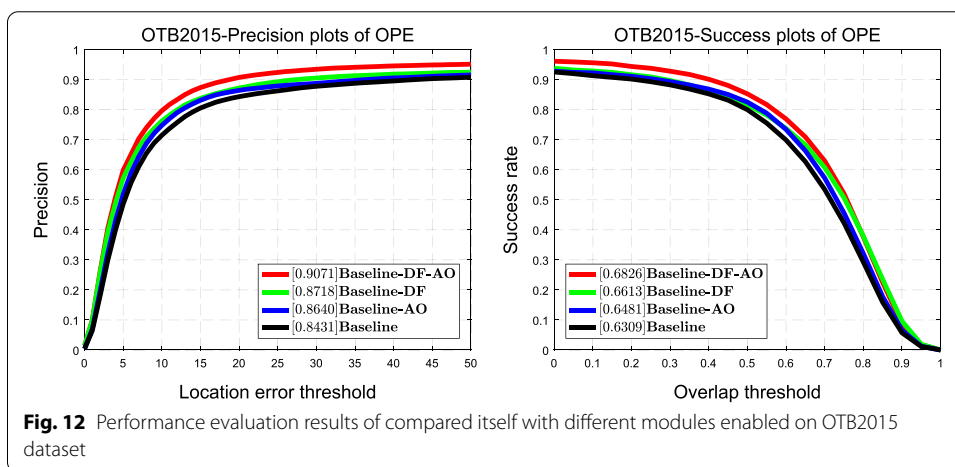 OTB2015-Precision plots of OPE
Precision
1
0.9
0.8
0.7
0.6
0.5
0.4
0.3
0.2
0.1
0
0 5 10 15 20 25 30 35 40 45 50
[0.9071]Baseline-DF-AO
[0.8718]Baseline-DF
[0.8640]Baseline-AO
[0.8431]Baseline
Location error threshold
OTB2015-Success plots of OPE
Success rate
1
0.9
0.8
0.7
0.6
0.5
0.4
0.3
0.2
0.1
0
0 0.1 0.2 0.3 0.4 0.5 0.6 0.7 0.8 0.9 1
[0.6826]Baseline-DF-AO
[0.6613]Baseline-DF
[0.6481]Baseline-AO
[0.6309]Baseline
Overlap threshold
Fig. 12 Performance evaluation results of compared itself with different modules enabled on OTB2015
dataset